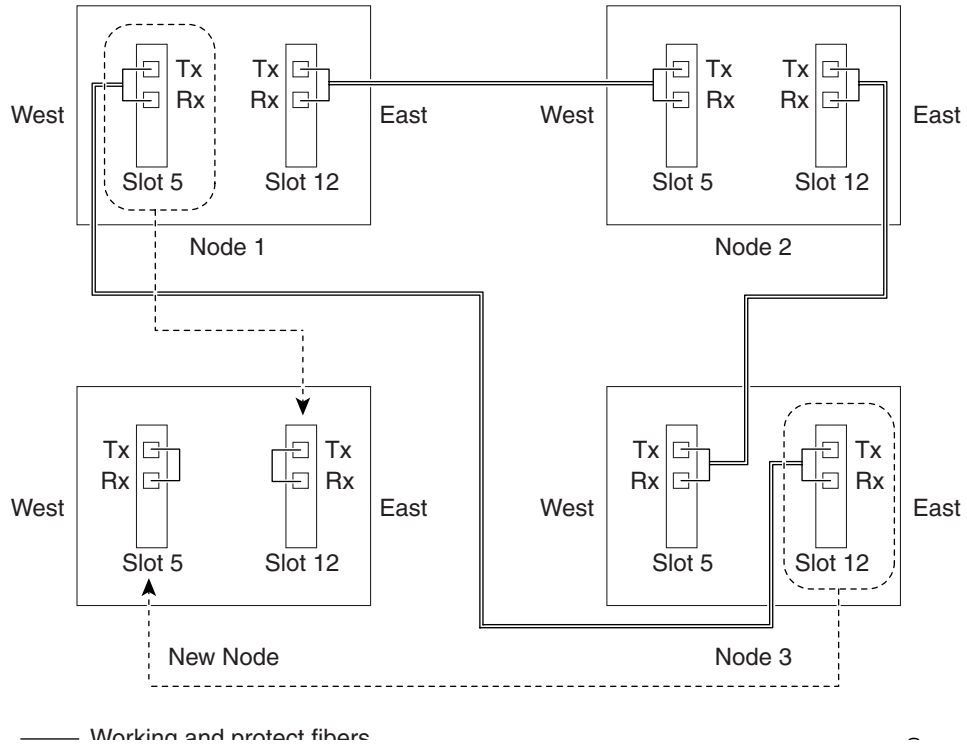 Tx
Rx
Slot 5
Tx
Rx
Slot 12
West
East
Node 1
Tx
Rx
Slot 5
Tx
Rx
Slot 12
West
East
Node 2
Tx
Rx
Slot 5
Tx
Rx
Slot 12
West
East
New Node
Tx
Rx
Slot 5
Tx
Rx
Slot 12
West
East
Node 3
Working and protect fibers